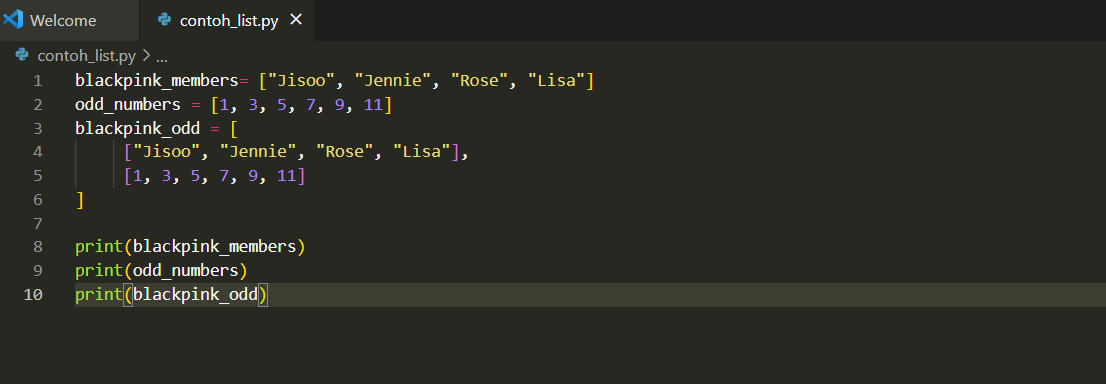 Welcome contoh_list.py ×
contoh_list.py > ...
1 blackpink_members= ["Jisoo", "Jennie", "Rose", "Lisa"]
2 odd_numbers = [1, 3, 5, 7, 9, 11]
3 blackpink_odd = [
4 ["Jisoo", "Jennie", "Rose", "Lisa"],
5 [1, 3, 5, 7, 9, 11]
6 ]
7
8 print(blackpink_members)
9 print(odd_numbers)
10 print(blackpink_odd)